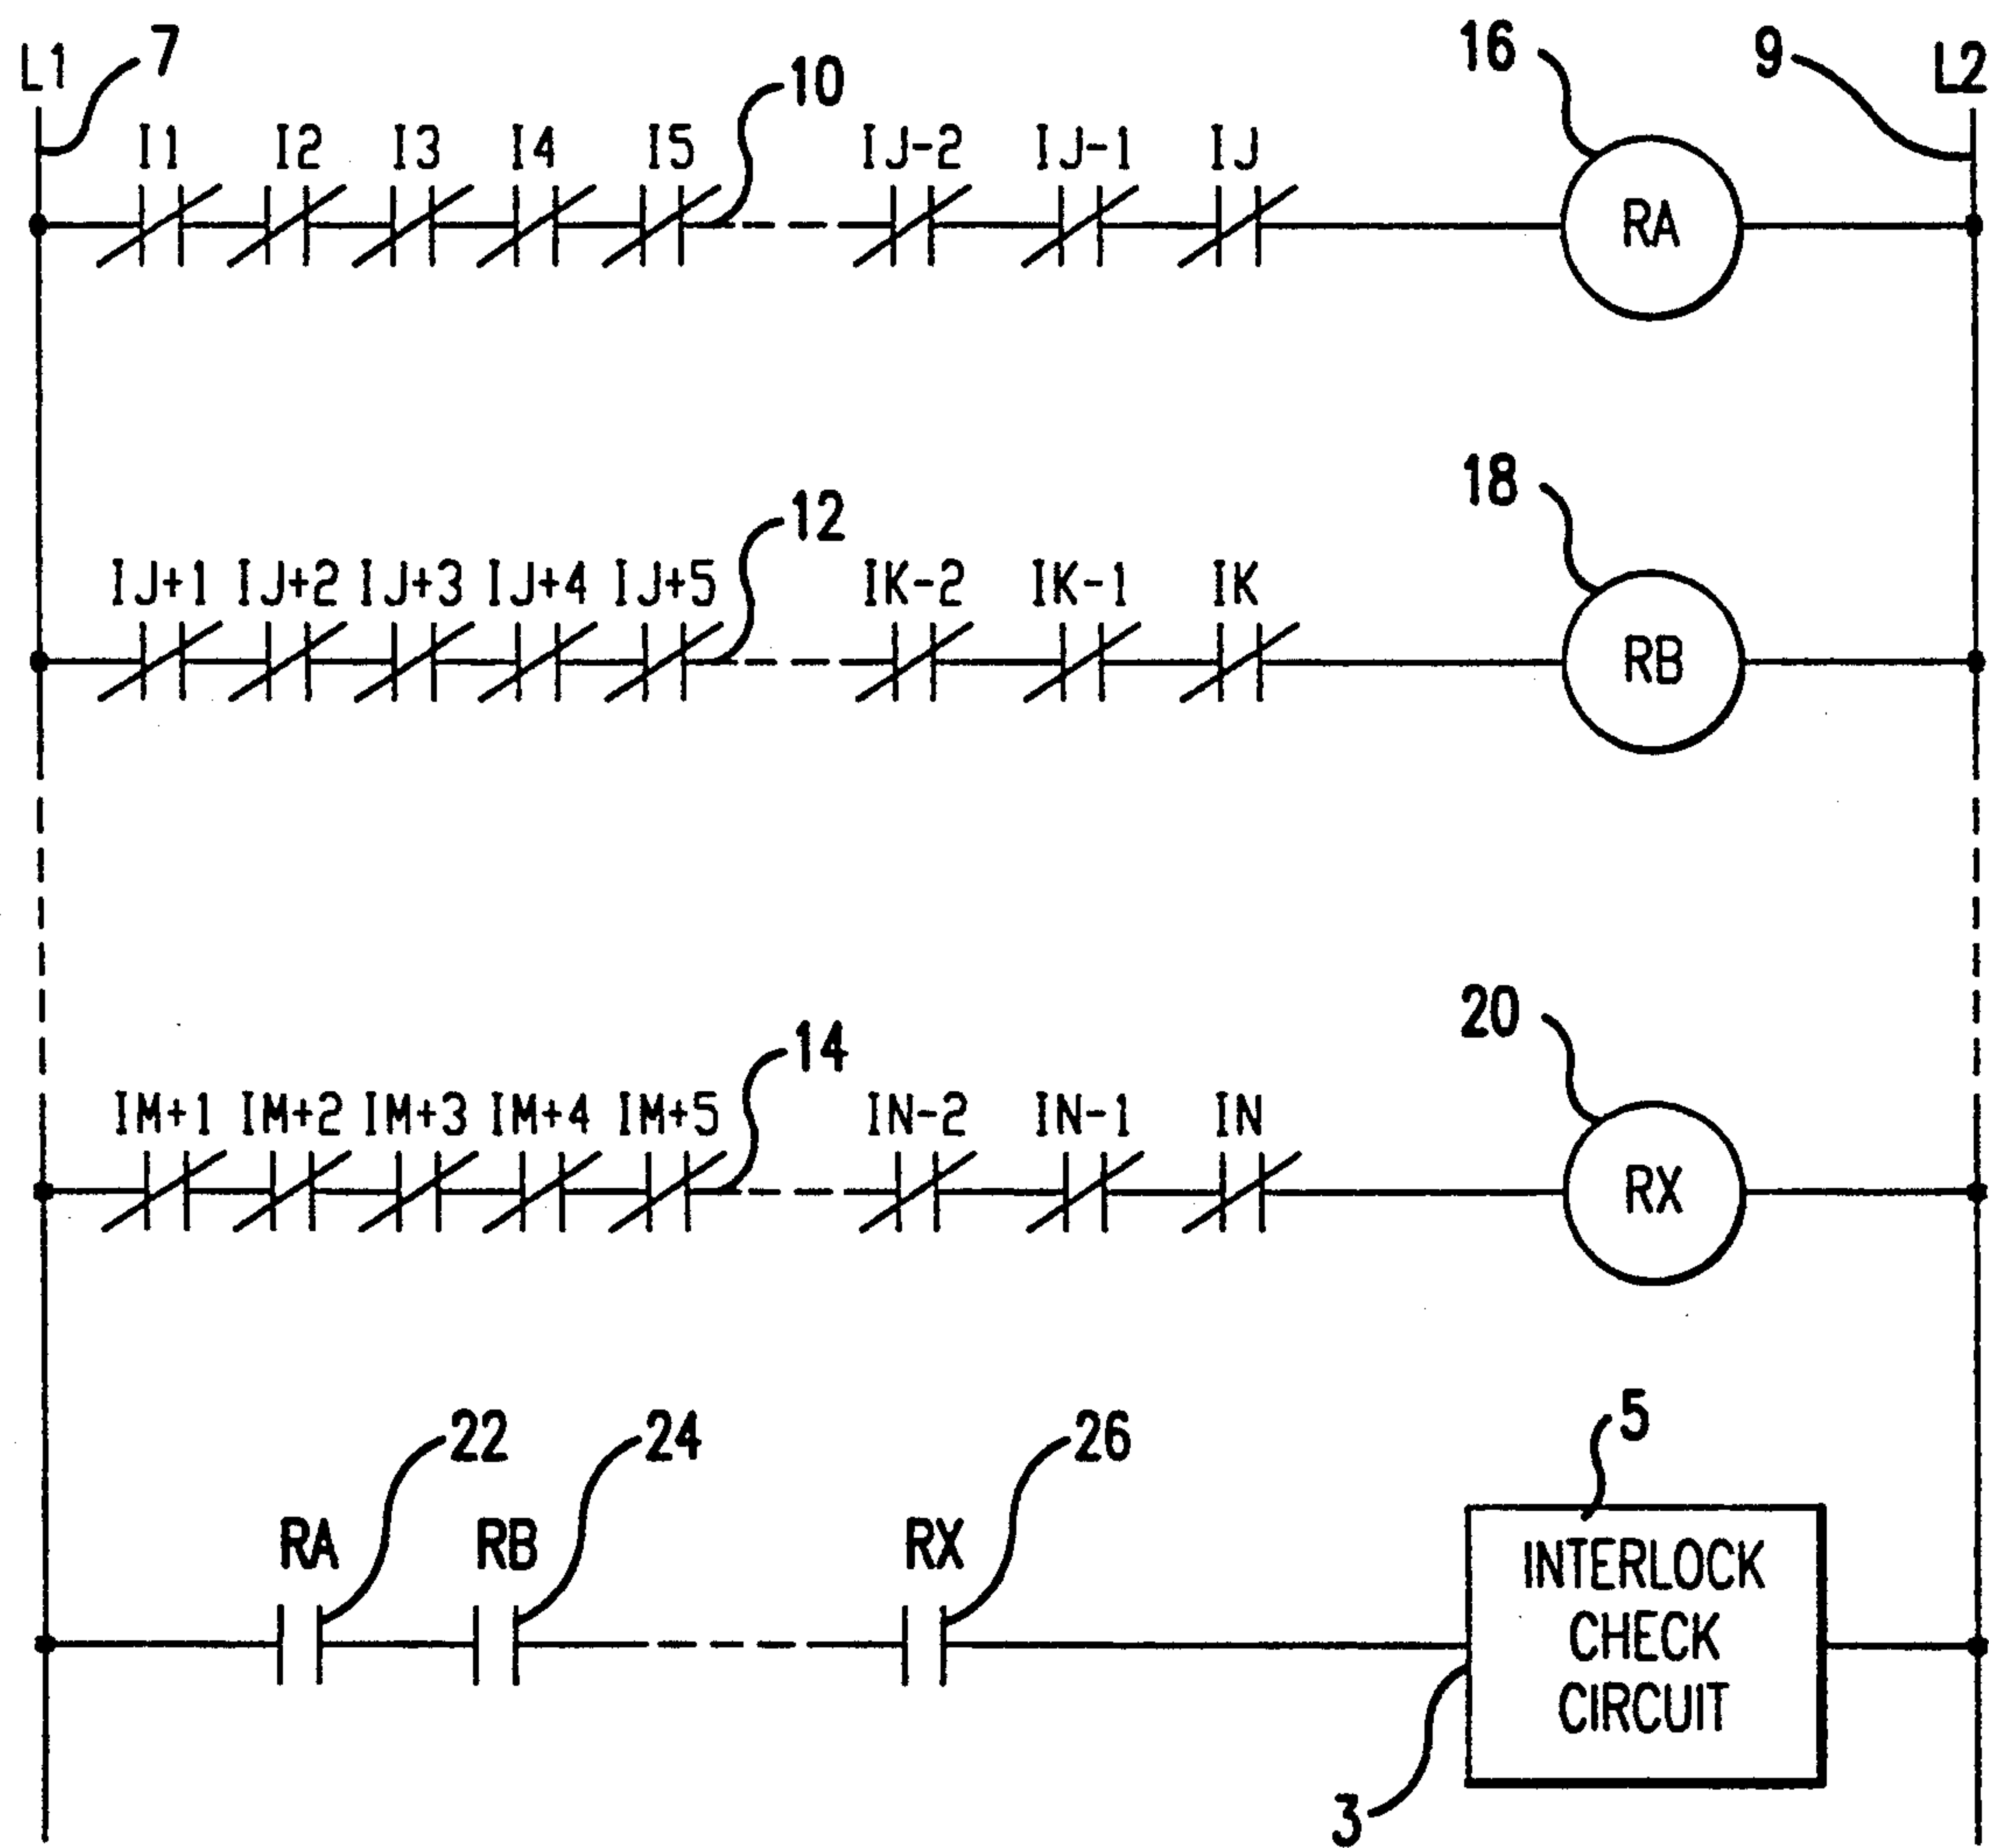 L1 7 16 9 L2
10
I1 I2 I3 I4 I5 IJ-2 IJ-1 IJ
RA
18
12
IJ+1 IJ+2 IJ+3 IJ+4 IJ+5 IK-2 IK-1 IK
RB
20
14
IM+1 IM+2 IM+3 IM+4 IM+5 IN-2 IN-1 IN
RX
22 24 26 5
RA RB RX
INTERLOCK
CHECK
CIRCUIT
3